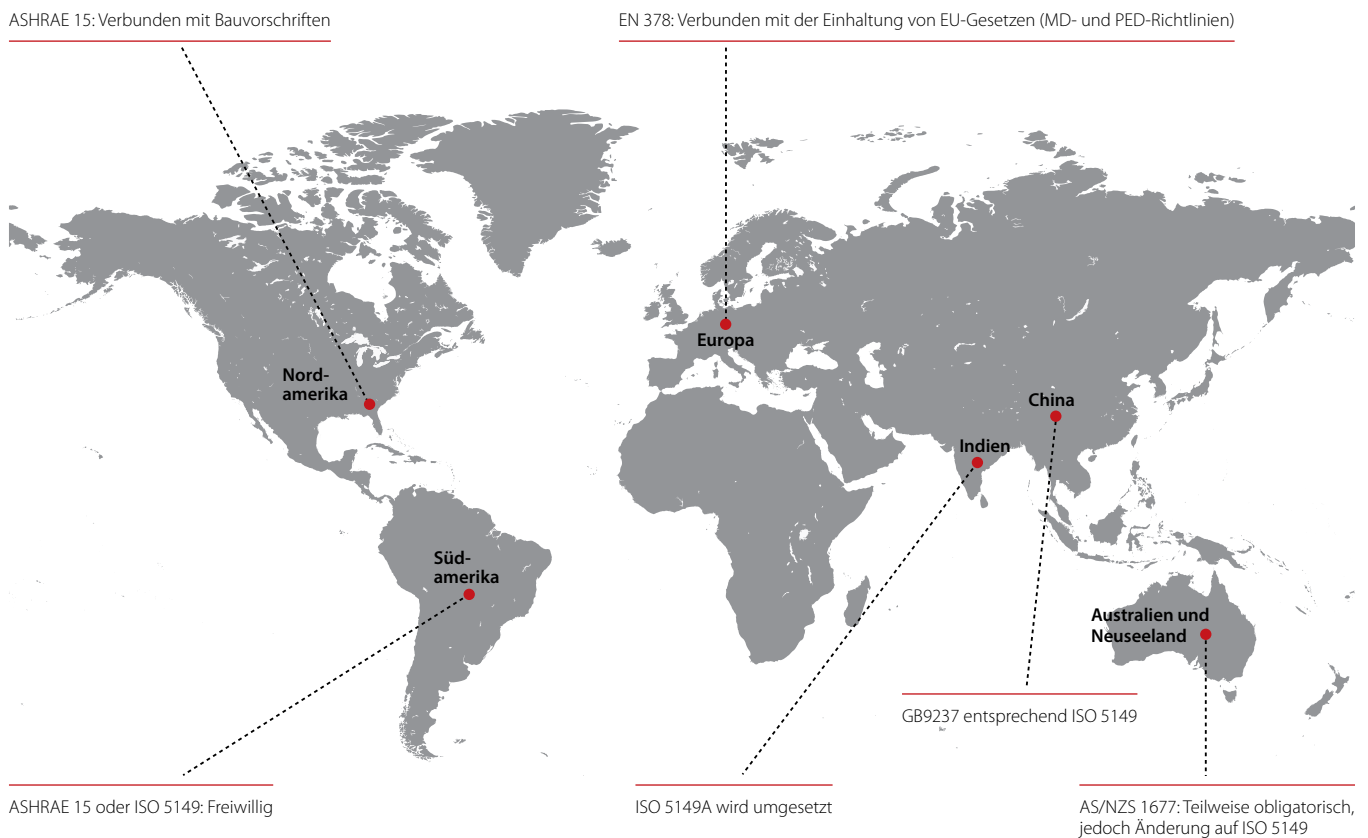 ASHRAE 15: Verbunden mit Bauvorschriften
EN 378: Verbunden mit der Einhaltung von EU-Gesetzen (MD- und PED-Richtlinien)
Europa
Nord-
amerika
China
Indien
Süd-
amerika
Australien und
Neuseeland
GB9237 entsprechend ISO 5149
ASHRAE 15 oder ISO 5149: Freiwillig
ISO 5149A wird umgesetzt
AS/NZS 1677: Teilweise obligatorisch,
jedoch Änderung auf ISO 5149